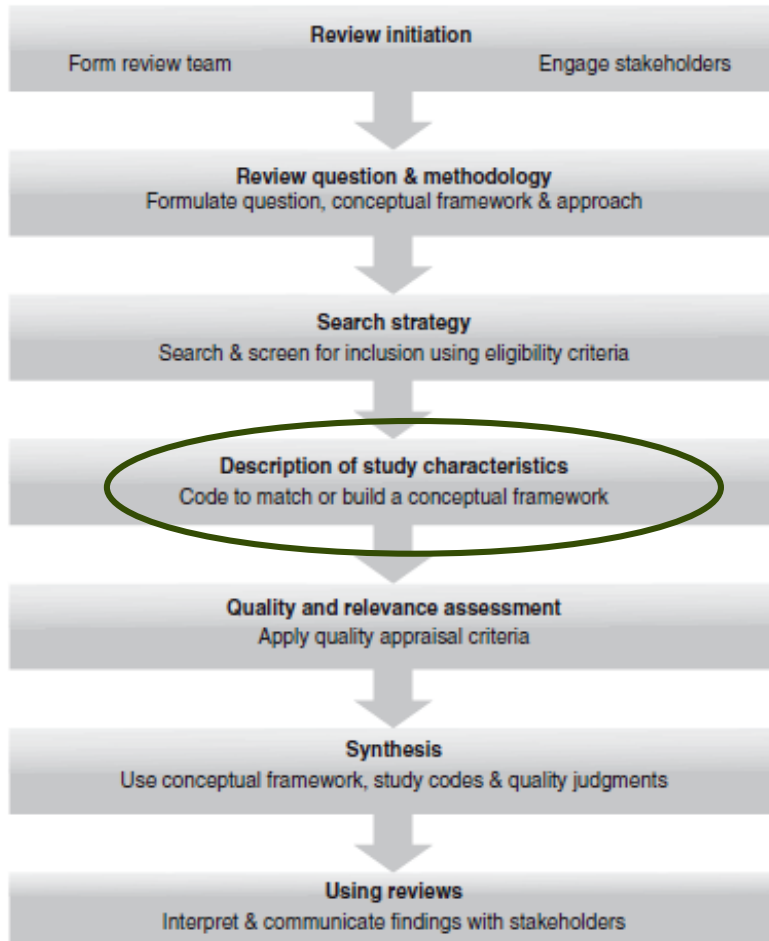 Review initiation
Form review team Engage stakeholders
Review question & methodology
Formulate question, conceptual framework & approach
Search strategy
Search & screen for inclusion using eligibility criteria
Description of study characteristics
Code to match or build a conceptual framework
Quality and relevance assessment
Apply quality appraisal criteria
Synthesis
Use conceptual framework, study codes & quality judgments
Using reviews
Interpret & communicate findings with stakeholders